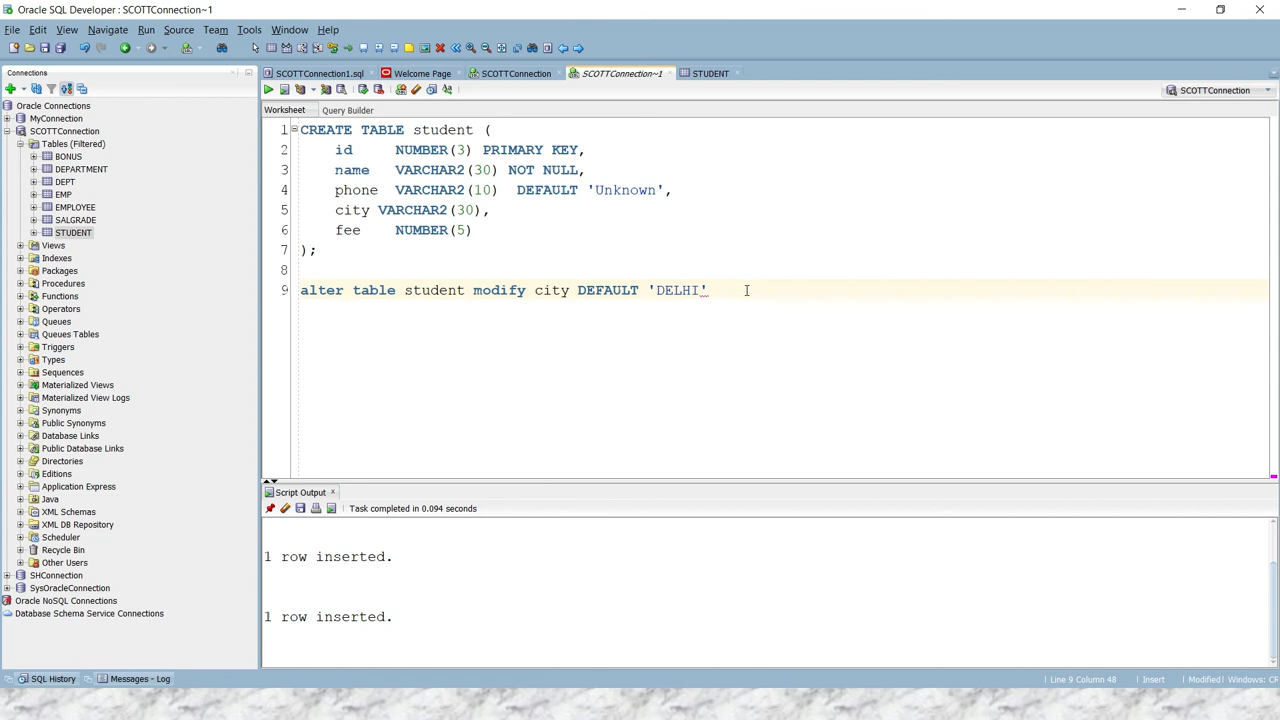 Oracle SQL Developer : SCOTTConnection~1
File Edit View Navigate Run Source Team Tools Window Help
Connections
SCOTTConnection1.sql Welcome Page SCOTTConnection SCOTTConnection~1 STUDENT
SCOTTConnection
Worksheet Query Builder
Oracle Connections
MyConnection
SCOTTConnection
Tables (Filtered)
BONUS
DEPARTMENT
DEPT
EMP
EMPLOYEE
SALGRADE
STUDENT
Views
Indexes
Packages
Procedures
Functions
Operators
Queues
Queues Tables
Triggers
Types
Sequences
Materialized Views
Materialized View Logs
Synonyms
Public Synonyms
Database Links
Public Database Links
Directories
Editions
Application Express
Java
XML Schemas
XML DB Repository
Scheduler
Recycle Bin
Other Users
SHConnection
SysOracleConnection
Oracle NoSQL Connections
Database Schema Service Connections
1 CREATE TABLE student (
2 id NUMBER(3) PRIMARY KEY,
3 name VARCHAR2(30) NOT NULL,
4 phone VARCHAR2(10) DEFAULT 'Unknown',
5 city VARCHAR2(30),
6 fee NUMBER(5)
7 );
8
9 alter table student modify city DEFAULT 'DELHI'
Script Output
Task completed in 0.094 seconds
1 row inserted.
1 row inserted.
SQL History Messages - Log
Line 9 Column 48 Insert Modified Windows: CF